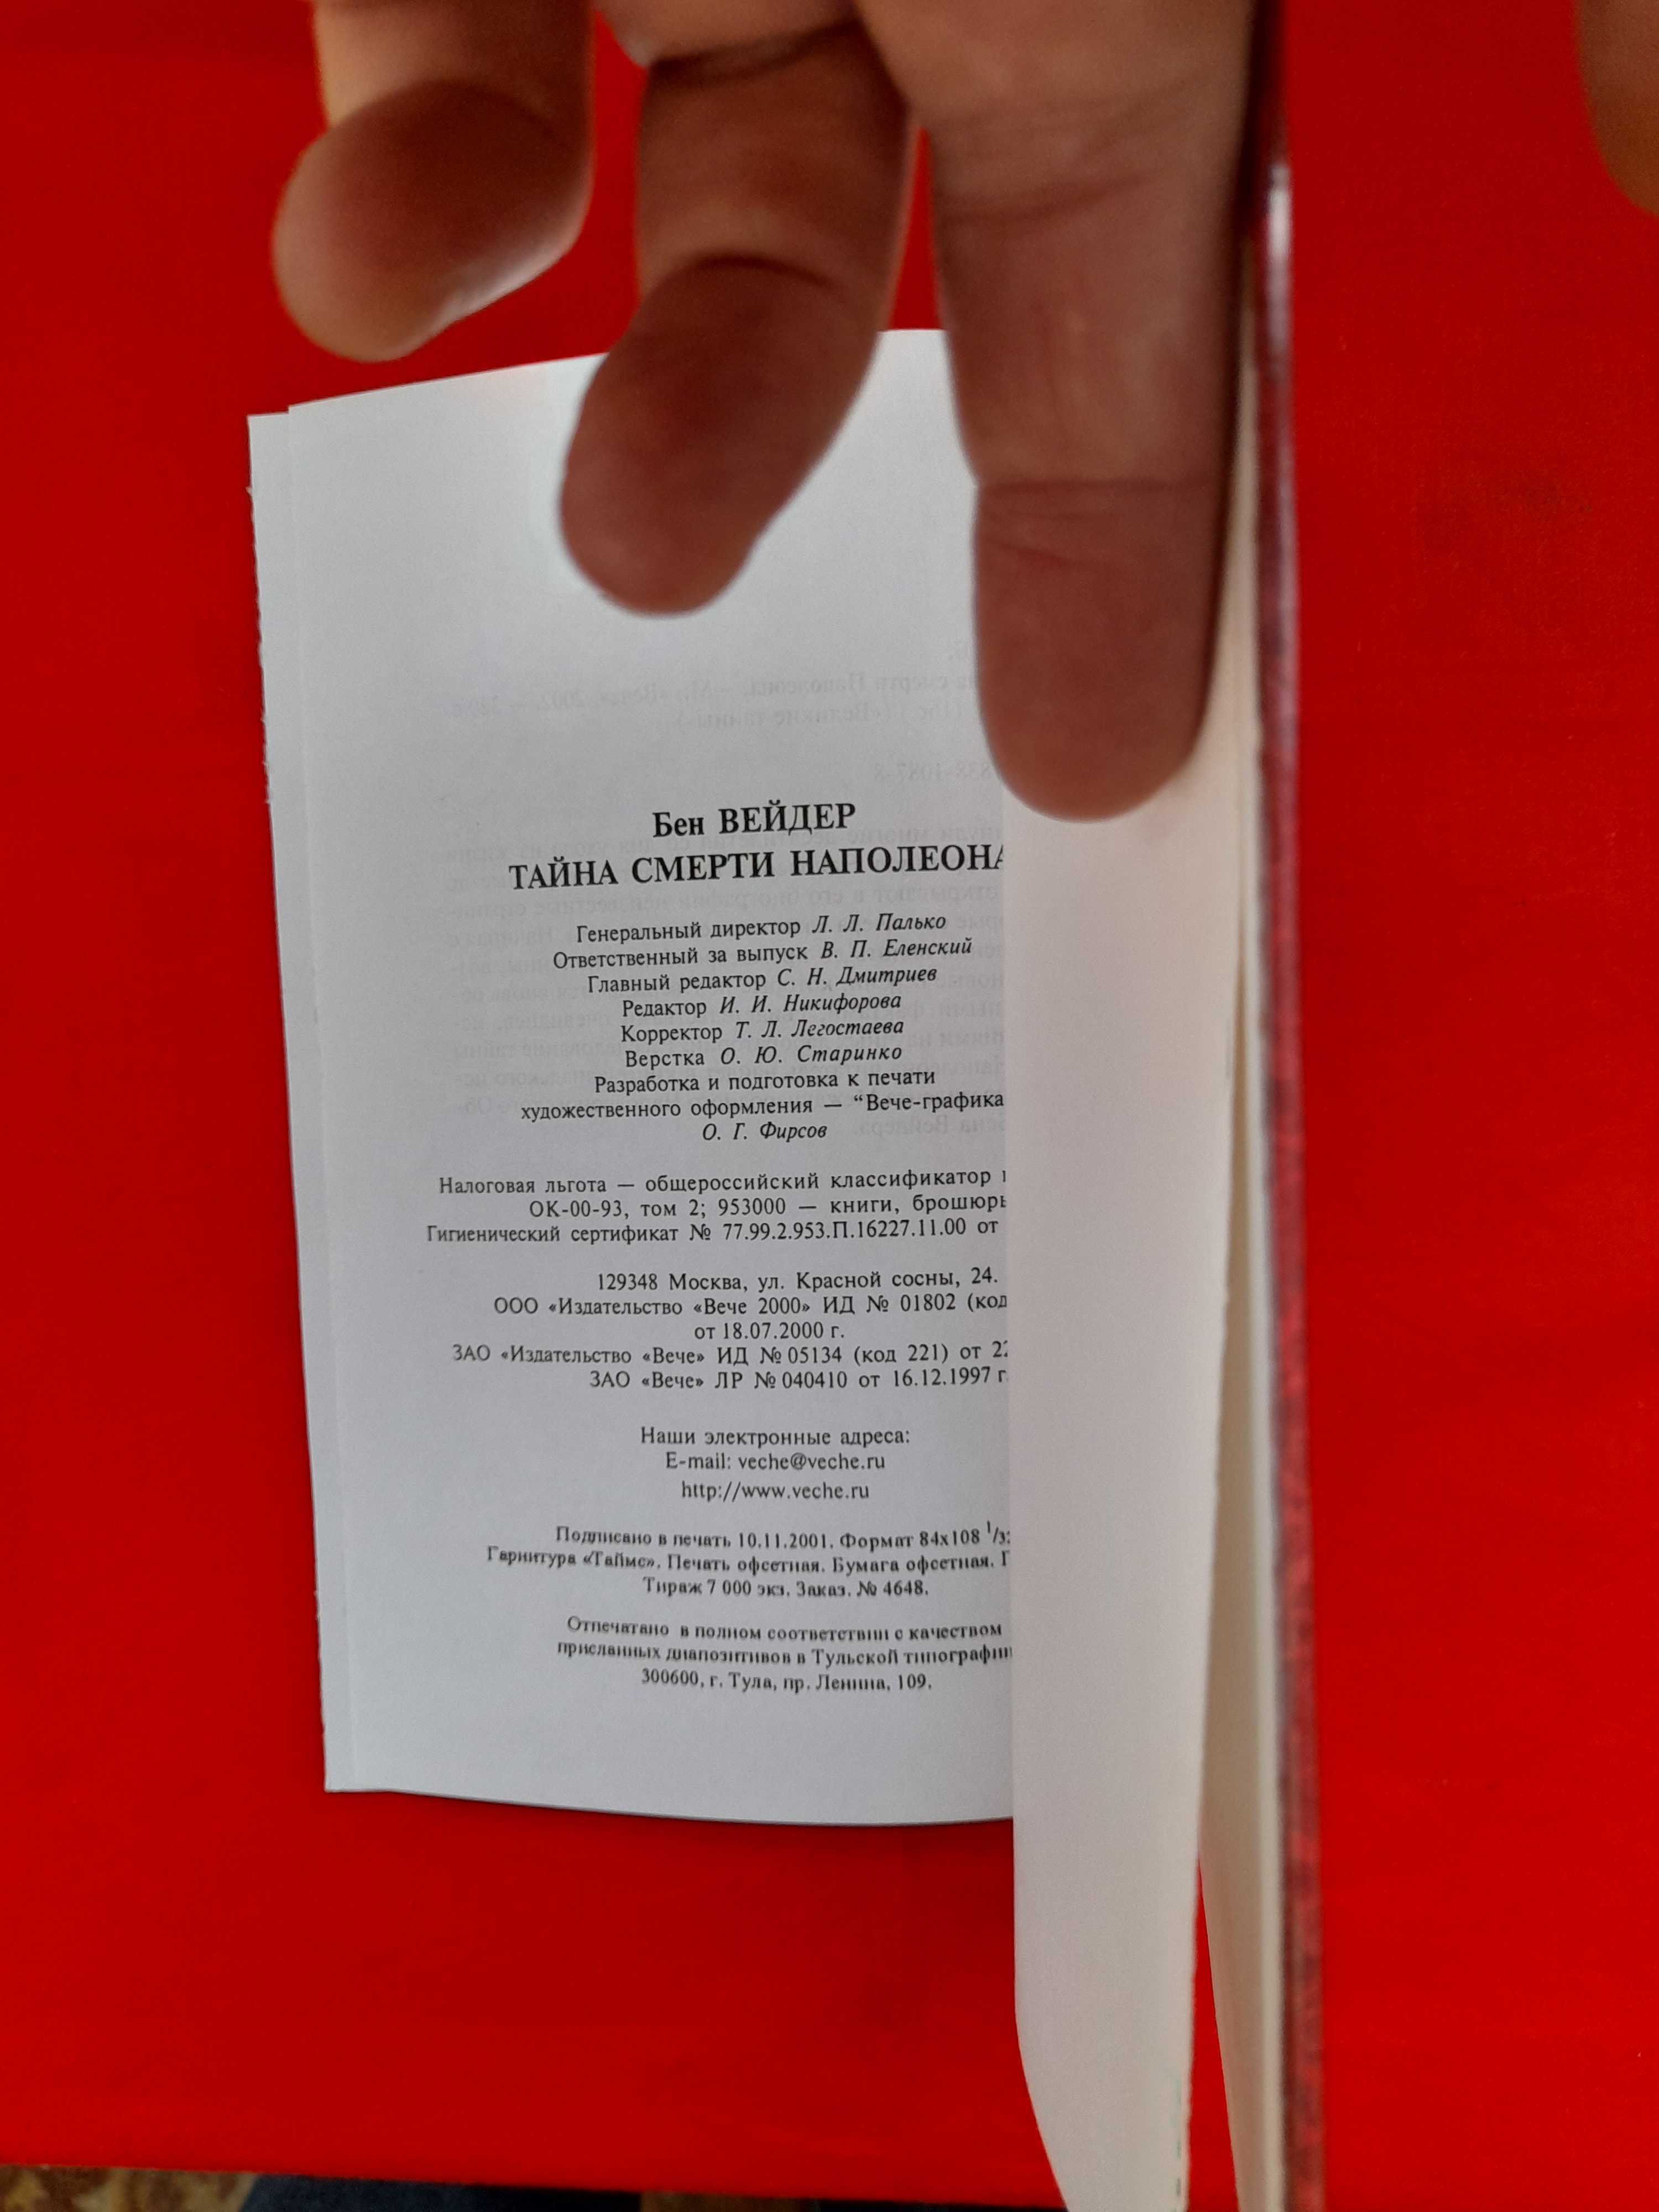 Бен ВЕЙДЕР
ТАЙНА СМЕРТИ НАПОЛЕОНА
Генеральный директор Л. Л. Палько
Ответственный за выпуск В. П. Еленский
Главный редактор С. Н. Дмитриев
Редактор И. И. Никифорова
Корректор Т. Л. Легостаева
Верстка О. Ю. Старинко
Разработка и подготовка к печати
художественного оформления — “Вече-графика
О. Г. Фирсов
Налоговая льгота — общероссийский классификатор
ОК-00-93, том 2; 953000 — книги, брошюры
Гигиенический сертификат № 77.99.2.953.П.16227.11.00 от
129348 Москва, ул. Красной сосны, 24.
ООО «Издательство «Вече 2000» ИД № 01802 (код
от 18.07.2000 г.
ЗАО «Издательство «Вече» ИД № 05134 (код 221) от
ЗАО «Вече» ЛР № 040410 от 16.12.1997 г.
Наши электронные адреса:
E-mail: veche@veche.ru
http://www.veche.ru
Подписано в печать 10.11.2001. Формат 84x108
Гарнитура «Таймс». Печать офсетная. Бумага офсетная.
Тираж 7 000 экз. Заказ. № 4648.
Отпечатано в полном соответствии с качеством
присланных диапозитивов в Тульской типографии
300600, г. Тула, пр. Ленина, 109.